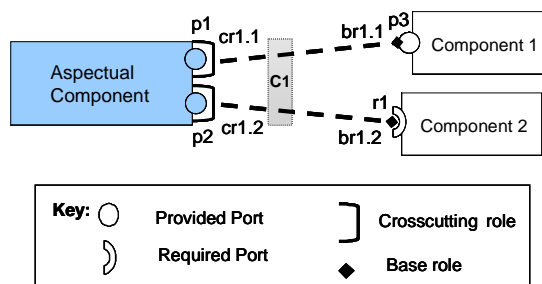 p1
cr1.1
br1.1
p3
Component 1
Aspectual
Component
C1
r1
p2
cr1.2
br1.2
Component 2
Key:
Provided Port
Crosscutting role
Required Port
Base role